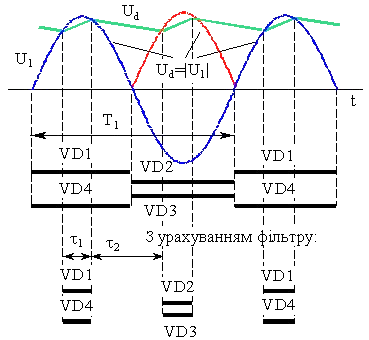 U_d
U_1
U_d=|U_1|
t
T_1
VD1 VD2 VD1
VD4 VD3 VD4
З урахуванням фільтру:
τ_1 τ_2
VD1 VD2 VD1
VD4 VD3 VD4